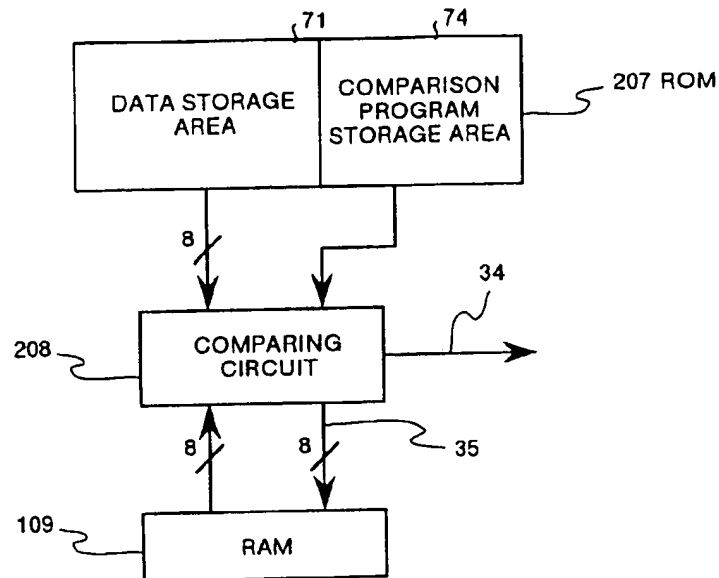 71
74
DATA STORAGE
AREA
COMPARISON
PROGRAM
STORAGE AREA
207 ROM
8
34
208
COMPARING
CIRCUIT
8
8
35
109
RAM